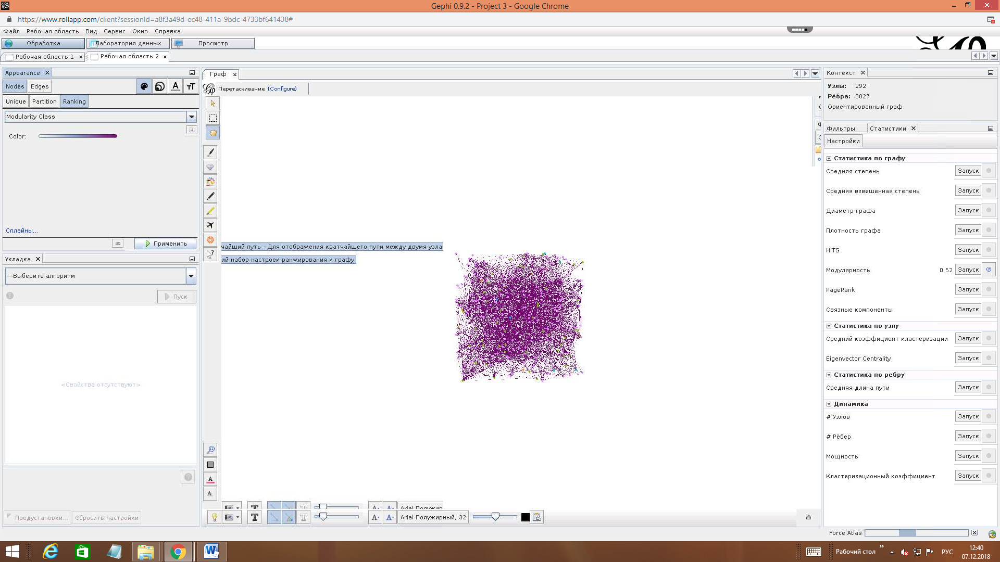 Gephi 0.9.2 - Project 3 - Google Chrome
https://www.rollapp.com/client?sessionId=a8f3a49d-ec48-411a-9bdc-4733bf641438#
Файл Рабочая область Вид Сервис Окно Справка
Обработка Лаборатория данных Просмотр
Рабочая область 1 Рабочая область 2
Appearance
Nodes Edges
Unique Partition Ranking
Modularity Class
Color:
Сплайны...
Применить
Укладка
---Выберите алгоритм
Пуск
<Свойства отсутствуют>
Предустановки... Сбросить настройки
Граф
Перетаскивание (Configure)
чайший путь - Для отображения кратчайшего пути между двумя узла
ий набор настроек ранжирования к графу
Arial Полужир
Arial Полужирный, 32
Контекст
Узлы: 292
Рёбра: 3827
Ориентированный граф
Фильтры Статистики
Настройки
Статистика по графу
Средняя степень Запуск
Средняя взвешенная степень Запуск
Диаметр графа Запуск
Плотность графа Запуск
HITS Запуск
Модулярность 0,52 Запуск
PageRank Запуск
Связные компоненты Запуск
Статистика по узлу
Средний коэффициент кластеризации Запуск
Eigenvector Centrality Запуск
Статистика по ребру
Средняя длина пути Запуск
Динамика
# Узлов Запуск
# Рёбер Запуск
Мощность Запуск
Кластеризационный коэффициент Запуск
Force Atlas
Рабочий стол » РУС 12:40
07.12.2018